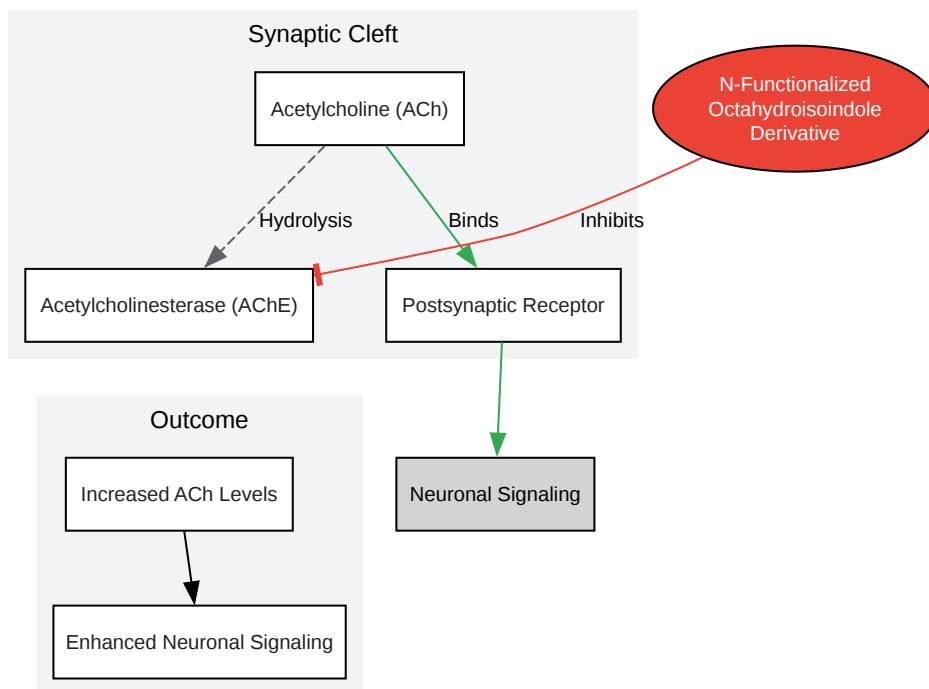 Synaptic Cleft
Acetylcholine (ACh)
N-Functionalized
Octahydroisoindole
Derivative
Hydrolysis
Binds
Inhibits
Acetylcholinesterase (AChE)
Postsynaptic Receptor
Outcome
Increased ACh Levels
Neuronal Signaling
Enhanced Neuronal Signaling